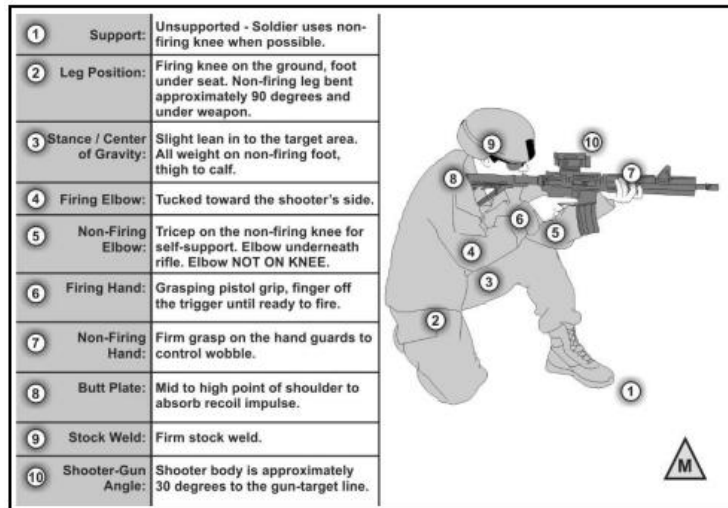 1 Support: Unsupported - Soldier uses non-
firing knee when possible.
2 Leg Position: Firing knee on the ground, foot
under seat. Non-firing leg bent
approximately 90 degrees and
under weapon.
3 Stance / Center
of Gravity:
Slight lean in to the target area.
All weight on non-firing foot,
thigh to calf.
4 Firing Elbow: Tucked toward the shooter's side.
5 Non-Firing
Elbow:
Tricep on the non-firing knee for
self-support. Elbow underneath
rifle. Elbow NOT ON KNEE.
6 Firing Hand: Grasping pistol grip, finger off
the trigger until ready to fire.
7 Non-Firing
Hand:
Firm grasp on the hand guards to
control wobble.
8 Butt Plate: Mid to high point of shoulder to
absorb recoil impulse.
9 Stock Weld: Firm stock weld.
10 Shooter-Gun
Angle:
Shooter body is approximately
30 degrees to the gun-target line.
10
9
8
7
6
5
4
3
2
1
M